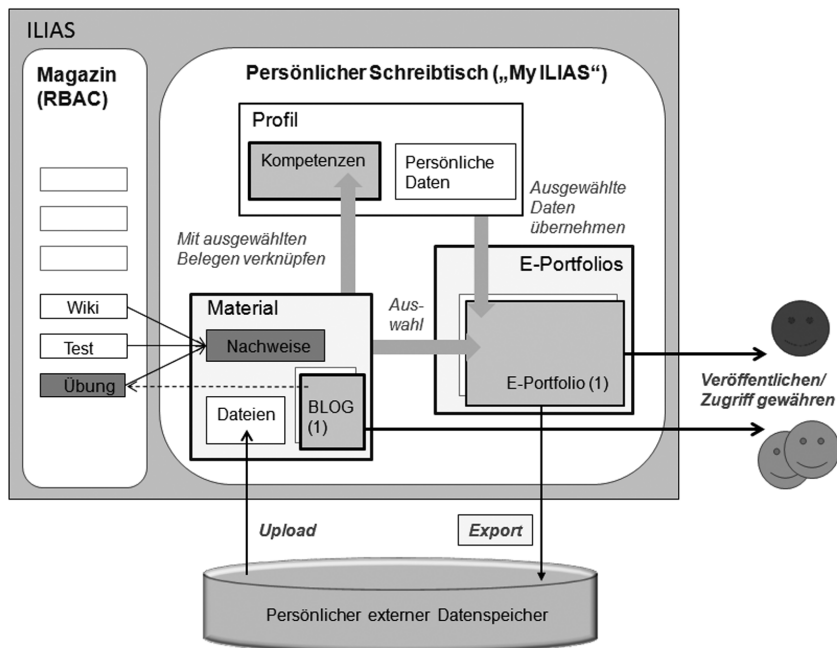 ILIAS
Magazin
(RBAC)
Wiki
Test
Übung
Persönlicher Schreibtisch („My ILIAS“)
Profil
Kompetenzen
Persönliche
Daten
Mit ausgewählten
Belegen verknüpfen
Ausgewählte
Daten
übernehmen
Material
Nachweise
Dateien
BLOG
(1)
Aus-
wahl
E-Portfolios
E-Portfolio (1)
Veröffentlichen/
Zugriff gewähren
Upload
Export
Persönlicher externer Datenspeicher